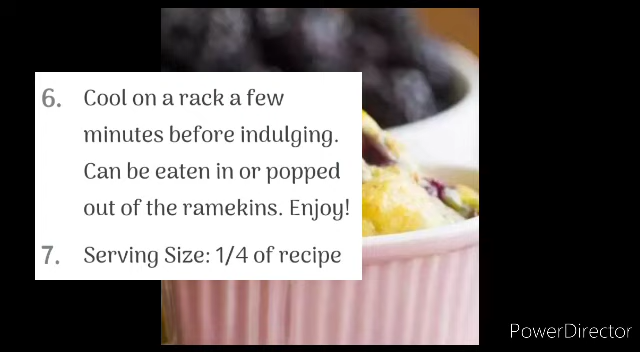 6. Cool on a rack a few
minutes before indulging.
Can be eaten in or popped
out of the ramekins. Enjoy!
7. Serving Size: 1/4 of recipe
PowerDirector